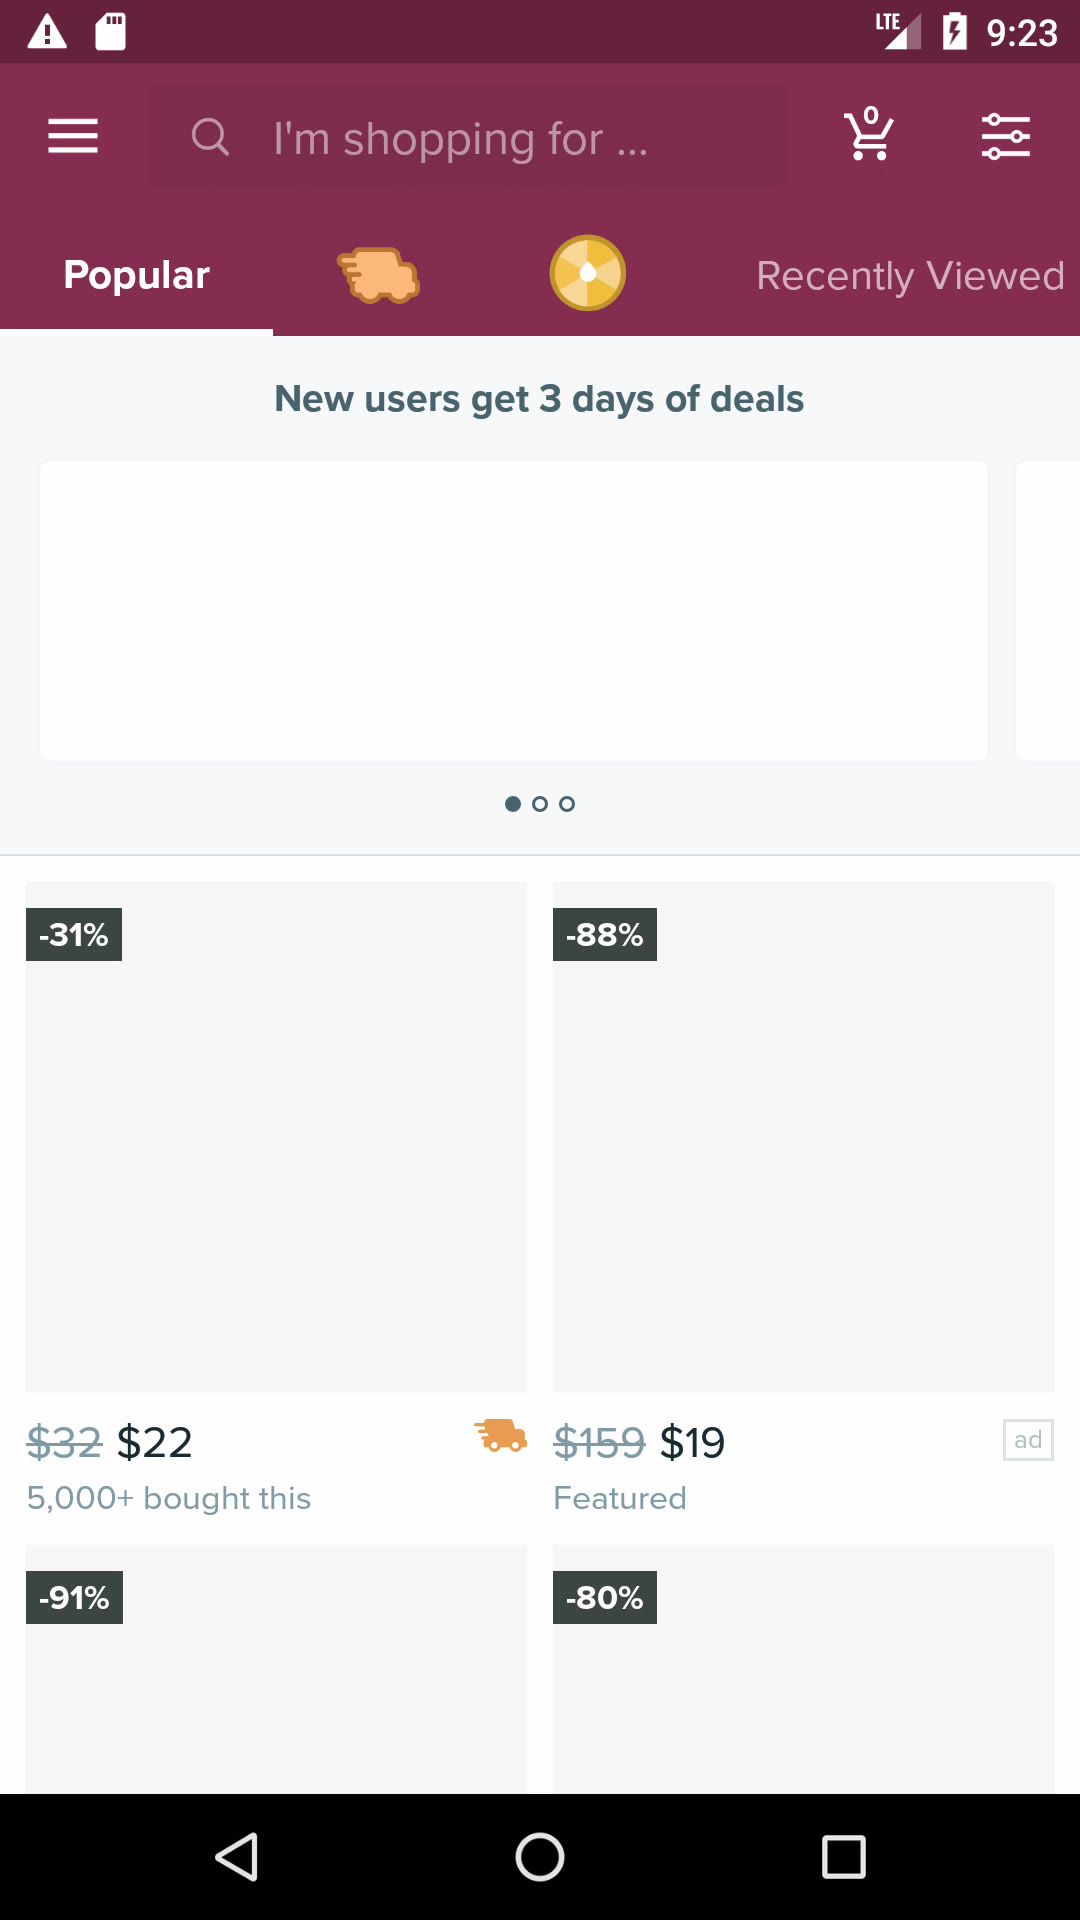 LTE 9:23
I'm shopping for ...
0
Popular
Recently Viewed
New users get 3 days of deals
-31%
-88%
$32 $22
$159 $19
ad
5,000+ bought this
Featured
-91%
-80%